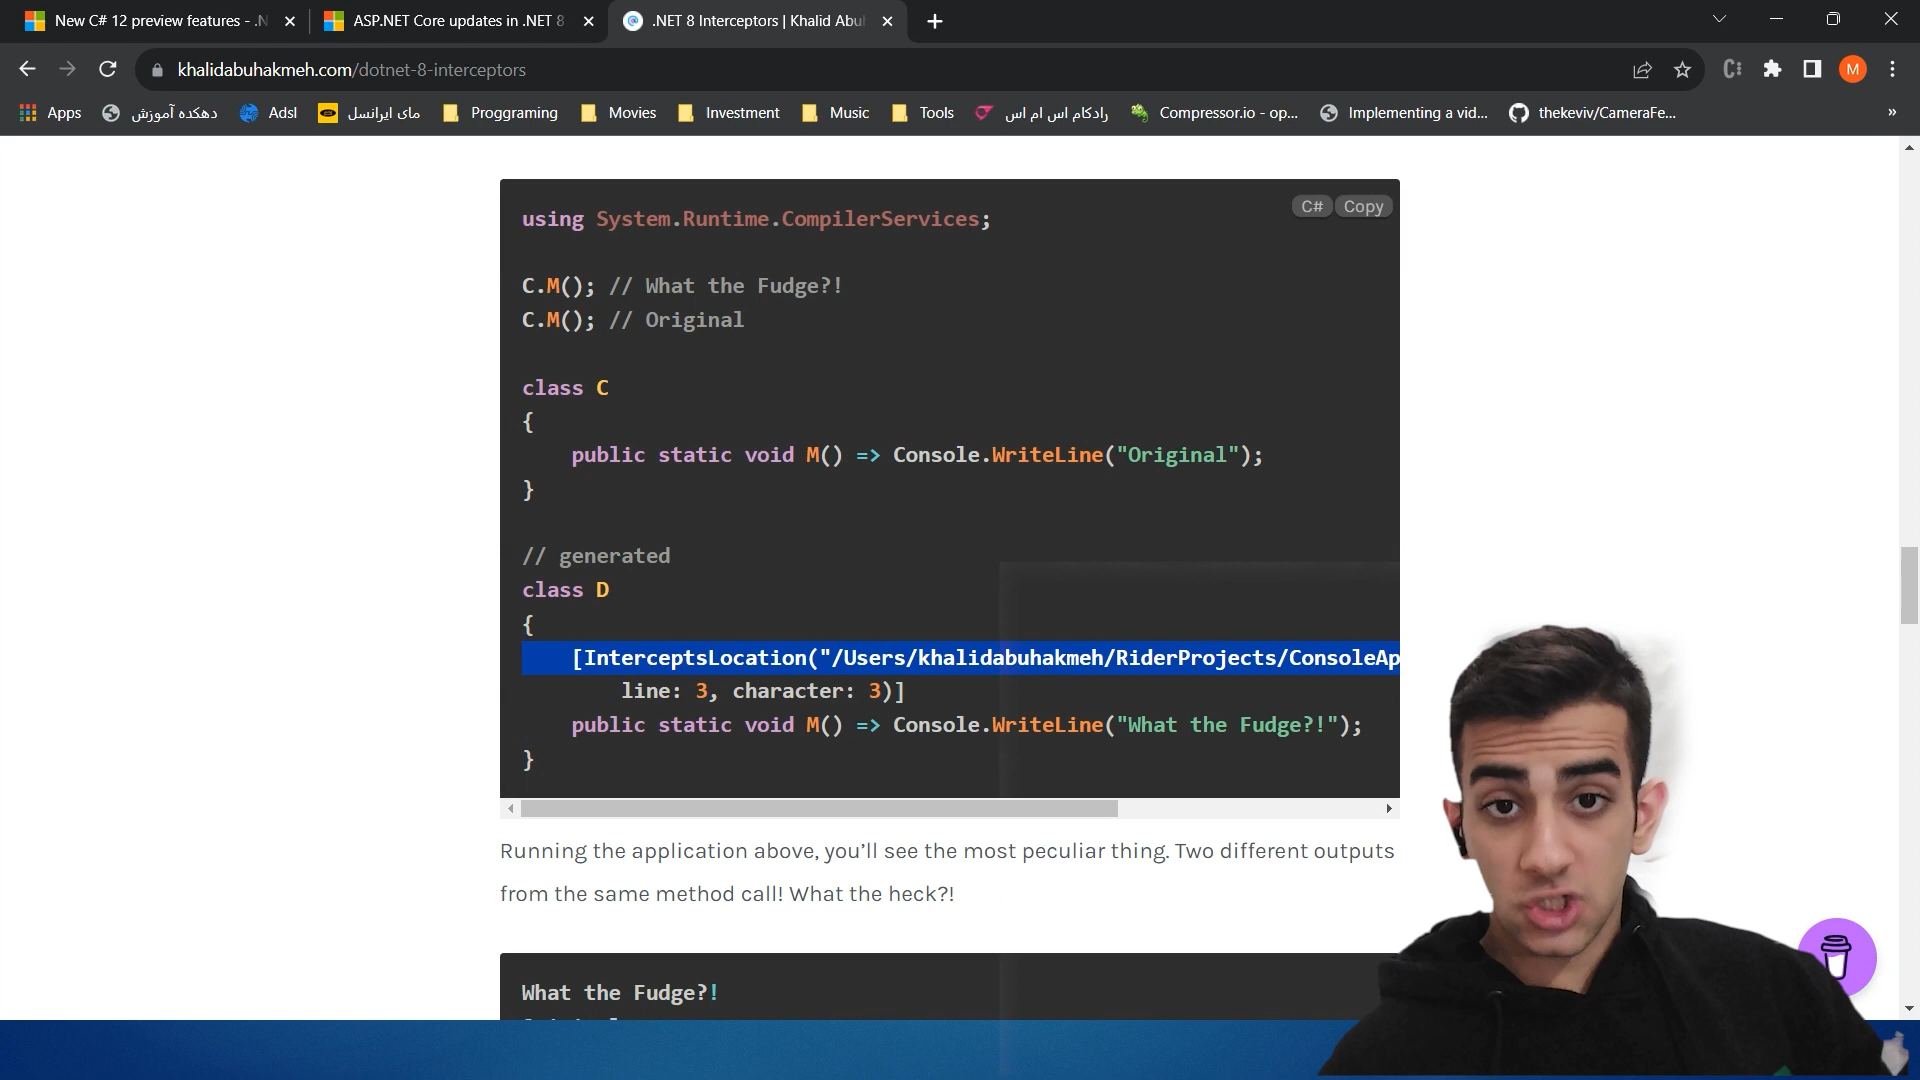 New C# 12 preview features - .N
ASP.NET Core updates in .NET 8
.NET 8 Interceptors | Khalid Abu
khalidabuhakmeh.com/dotnet-8-interceptors
M
Apps
دهکده آموزش
Adsl
مای ایرانسل
Proggraming
Movies
Investment
Music
Tools
رادکام اس ام اس
Compressor.io - op...
Implementing a vid...
thekeviv/CameraFe...
»
C# Copy
using System.Runtime.CompilerServices;
C.M(); // What the Fudge?!
C.M(); // Original
class C
{
public static void M() => Console.WriteLine("Original");
}
// generated
class D
{
[InterceptsLocation("/Users/khalidabuhakmeh/RiderProjects/ConsoleAp
line: 3, character: 3)]
public static void M() => Console.WriteLine("What the Fudge?!");
}
Running the application above, you’ll see the most peculiar thing. Two different outputs
from the same method call! What the heck?!
What the Fudge?!